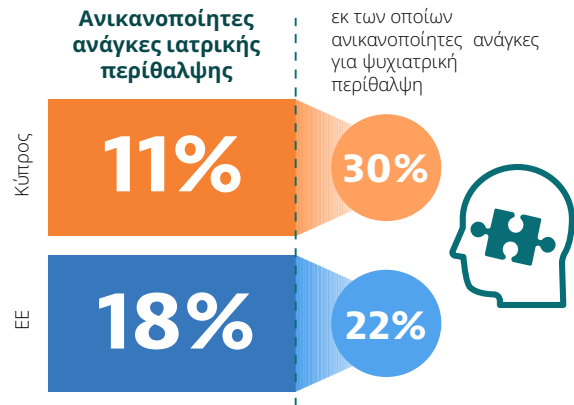 Ανικανοποίητες
ανάγκες ιατρικής
περίθαλψης
εκ των οποίων
ανικανοποίητες ανάγκες
για ψυχιατρική
περίθαλψη
Κύπρος
11%
30%
ΕΕ
18%
22%